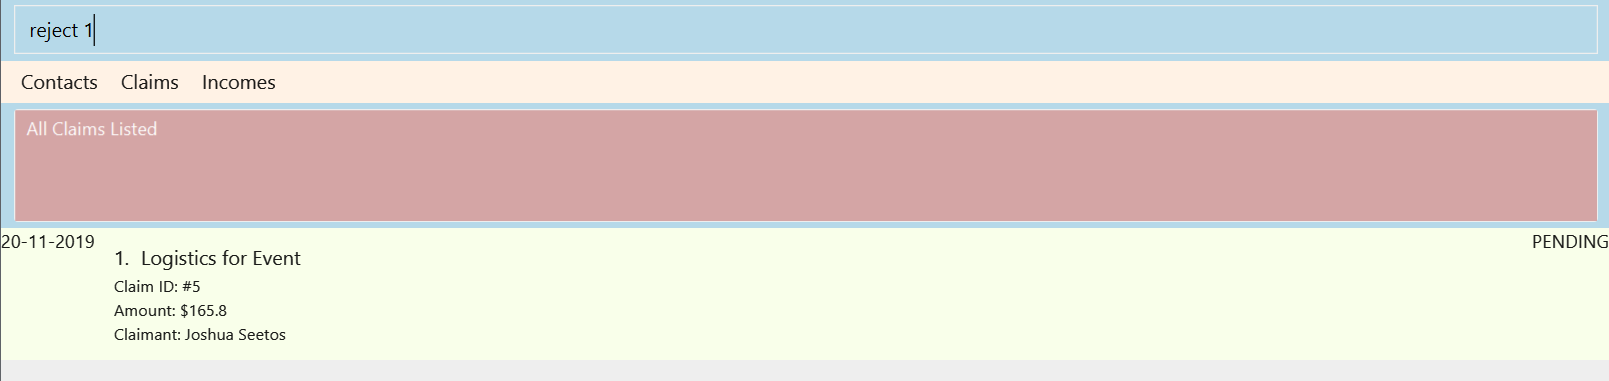 reject 1
Contacts Claims Incomes
All Claims Listed
20-11-2019 PENDING
1. Logistics for Event
Claim ID: #5
Amount: $165.8
Claimant: Joshua Seetos